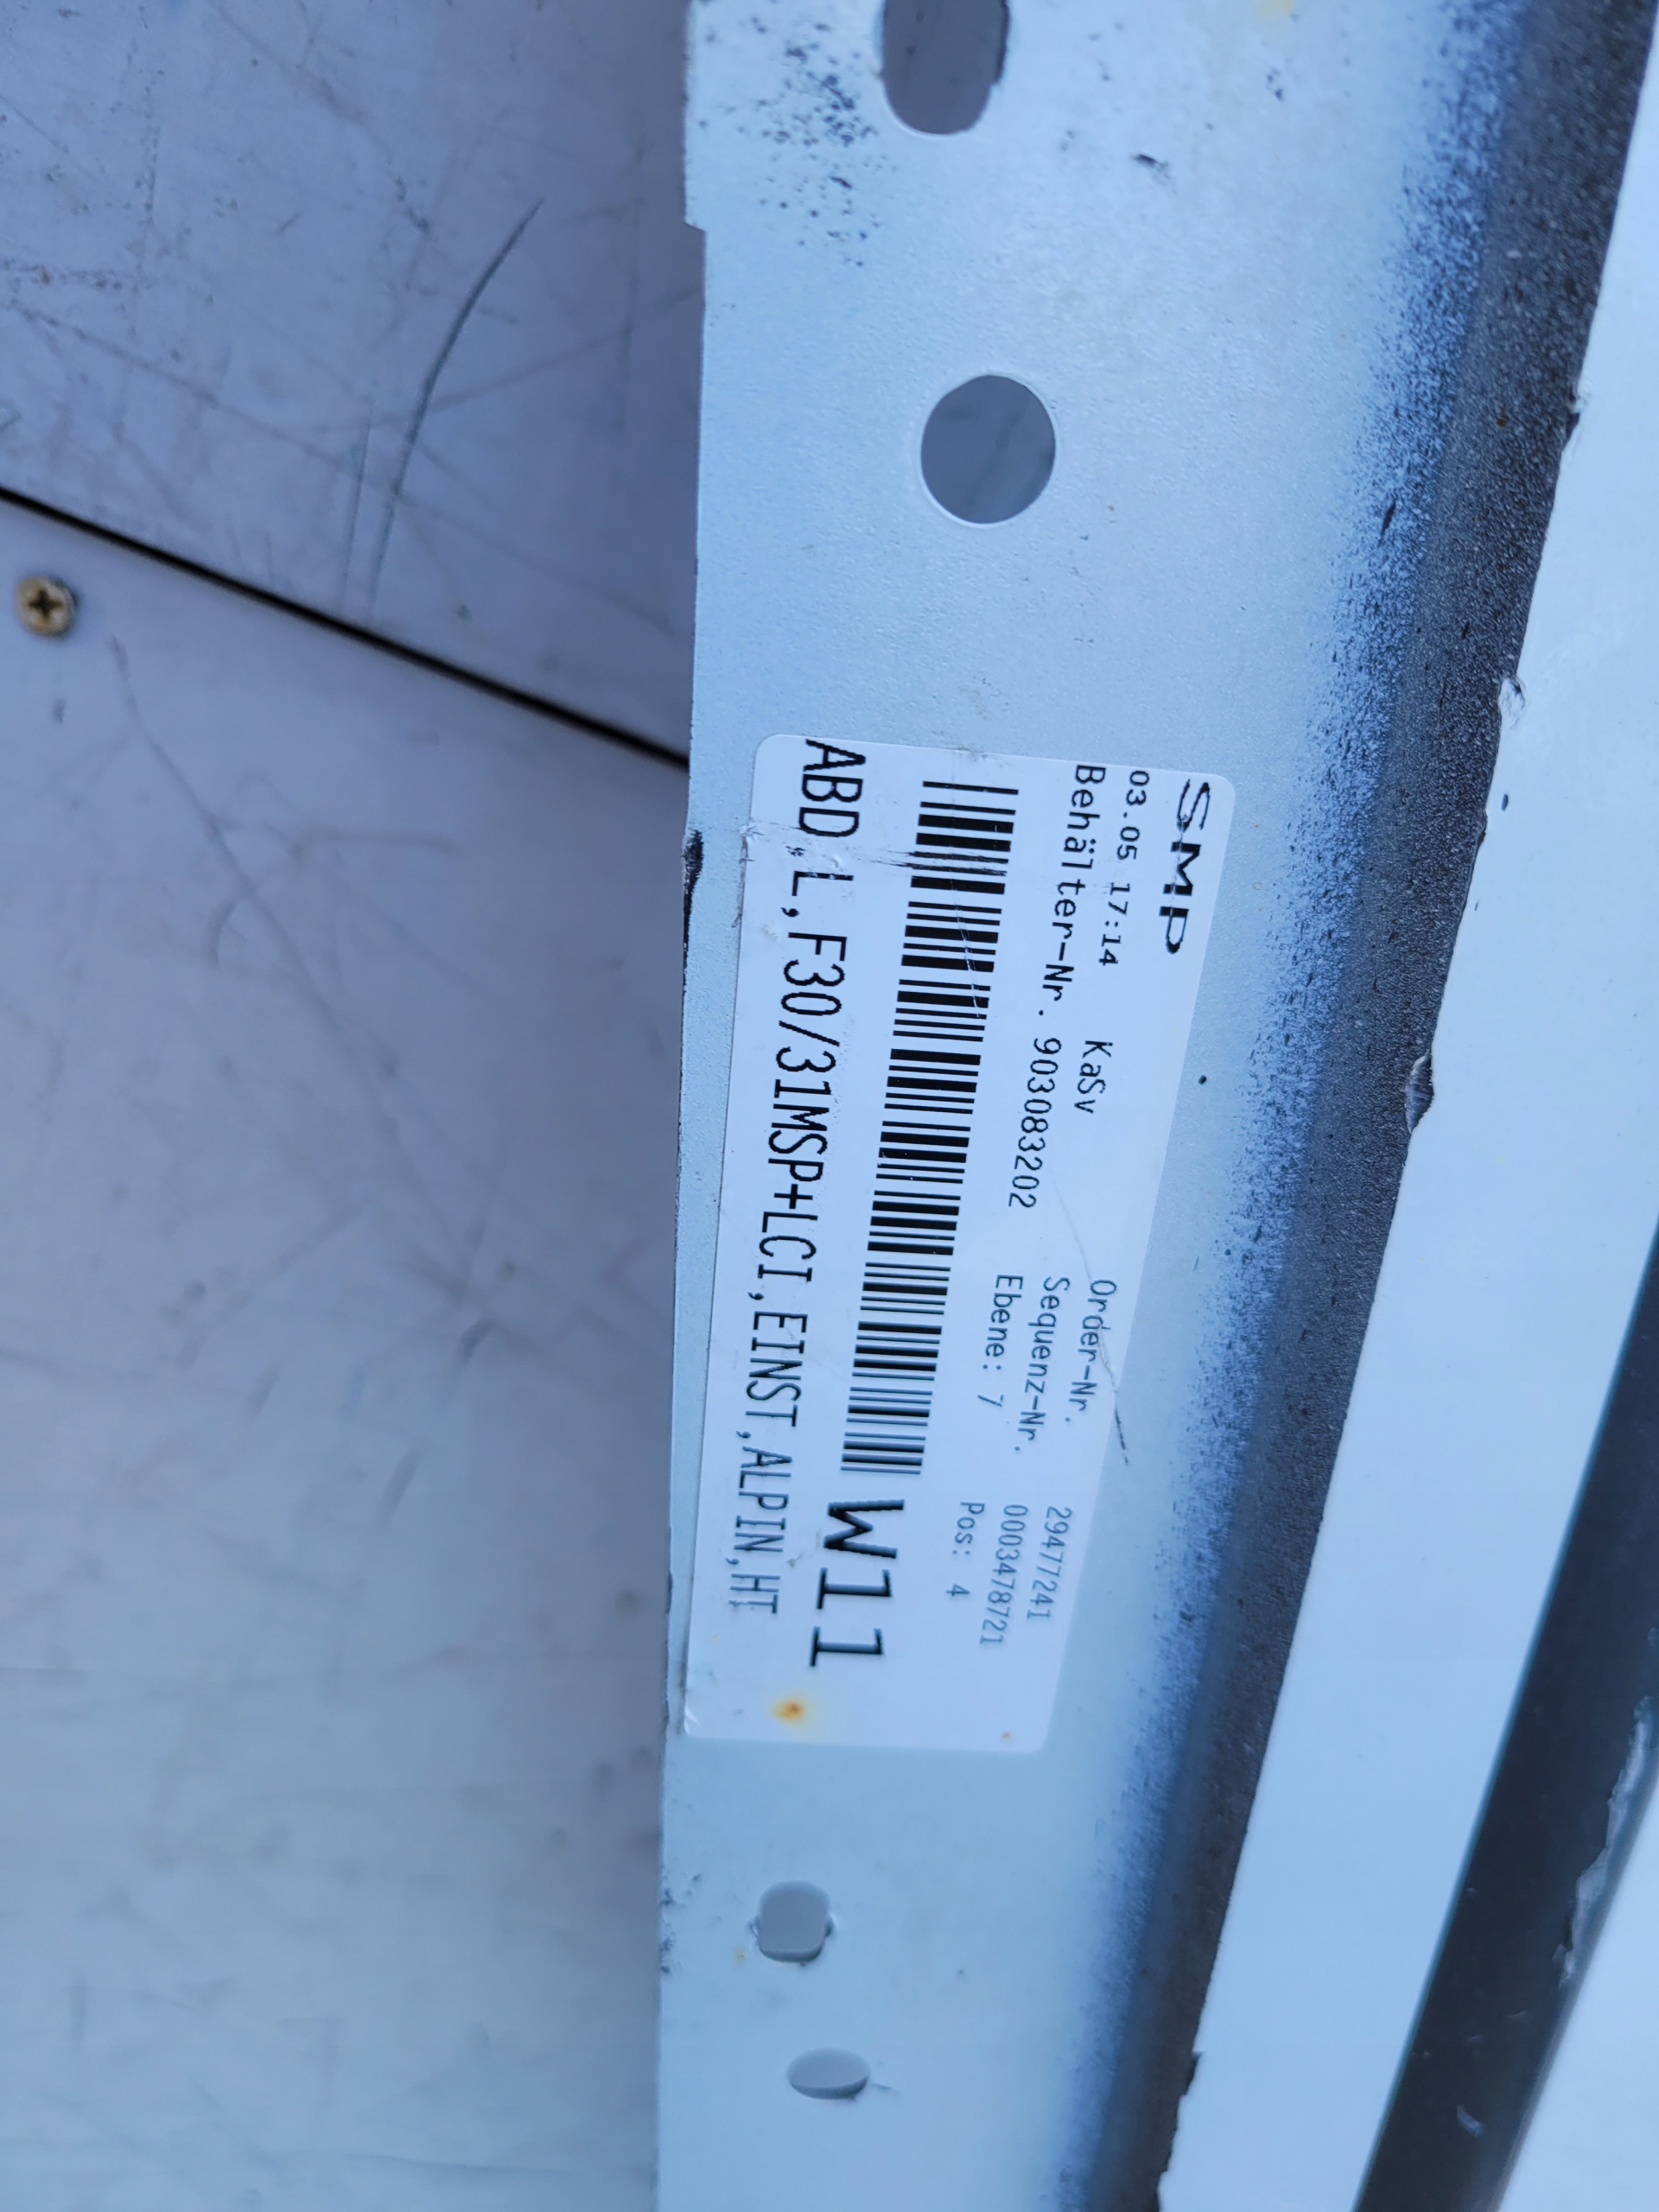 SMP
03.05 17:14 KaSv Order-Nr. 29477241
Behälter-Nr. 903083202 Sequenz-Nr. 0003478721
Ebene: 7 Pos: 4
W11
ABD,L,F30/31MSP+LCI,EINST,ALPIN,HT